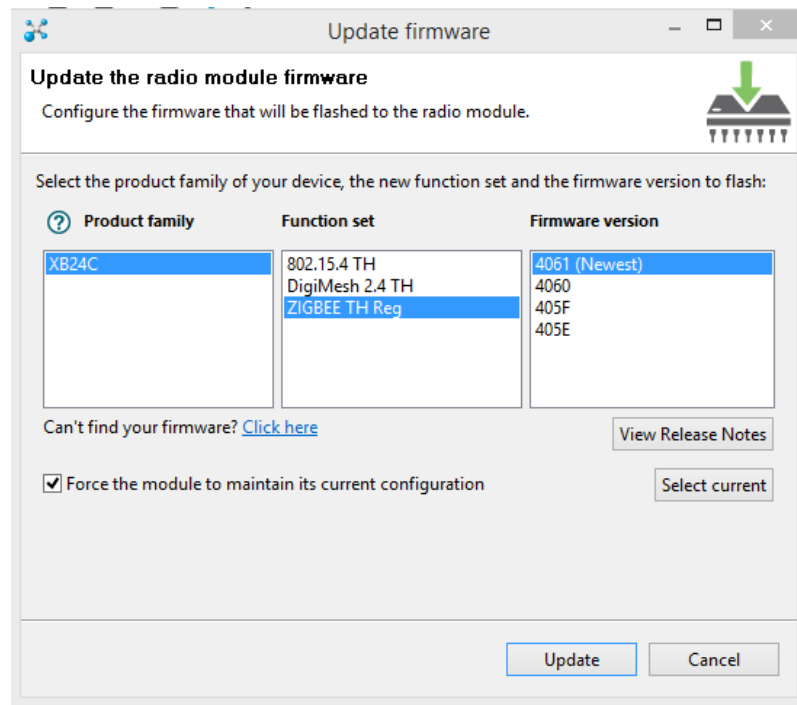 Update firmware
Update the radio module firmware
Configure the firmware that will be flashed to the radio module.
Select the product family of your device, the new function set and the firmware version to flash:
Product family
Function set
Firmware version
XB24C
802.15.4 TH
DigiMesh 2.4 TH
ZIGBEE TH Reg
4061 (Newest)
4060
405F
405E
Can't find your firmware? Click here
View Release Notes
Force the module to maintain its current configuration
Select current
Update
Cancel